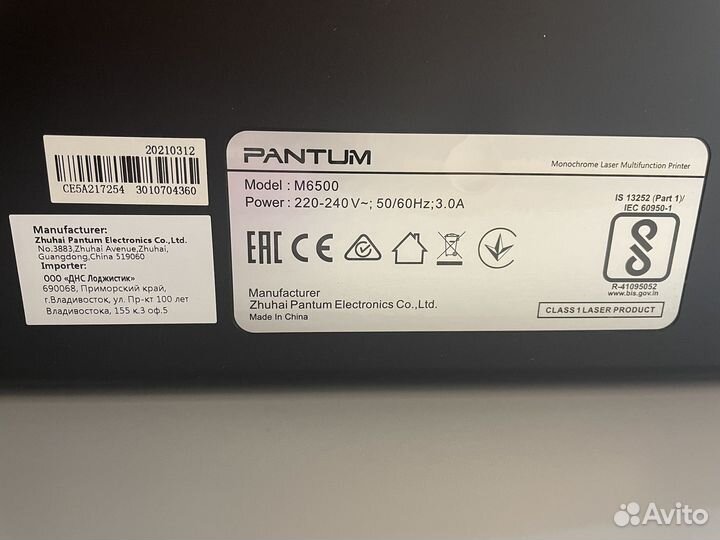 20210312
CE5A217254 3010704360
Manufacturer:
Zhuhai Pantum Electronics Co.,Ltd.
No.3883,Zhuhai Avenue,Zhuhai,
Guangdong,China 519060
Importer:
ООО «ДНС Лоджистик»
690068, Приморский край,
г.Владивосток, ул. Пр-кт 100 лет
Владивостока, 155 к.3 оф.5
PANTUM
Monochrome Laser Multifunction Printer
Model : M6500
Power : 220-240V~; 50/60Hz;3.0A
IS 13252 (Part 1)/
IEC 60950-1
EAC CE
R-41095052
www.bis.gov.in
Manufacturer
Zhuhai Pantum Electronics Co.,Ltd.
Made In China
CLASS 1 LASER PRODUCT
Avito